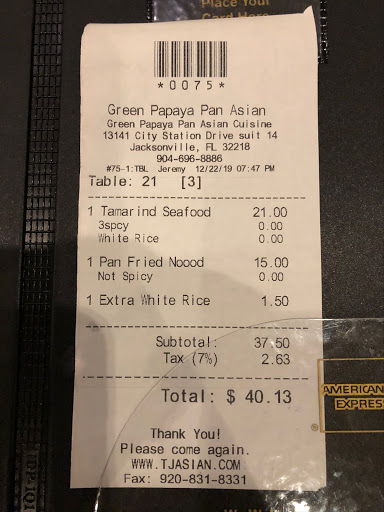 Place Your
Card Here
*0075*
Green Papaya Pan Asian
Green Papaya Pan Asian Cuisine
13141 City Station Drive suit 14
Jacksonville, FL 32218
904-696-8886
#75-1:TBL Jeremy 12/22/19 07:47 PM
Table: 21 [3]
1 Tamarind Seafood 21.00
3spcy 0.00
White Rice 0.00
1 Pan Fried Noood 15.00
Not Spicy 0.00
1 Extra White Rice 1.50
Subtotal: 37.50
Tax (7%) 2.63
Total: $ 40.13
Thank You!
Please come again.
WWW.TJASIAN.COM
Fax: 920-831-8331
AMERICAN
EXPRESS
®